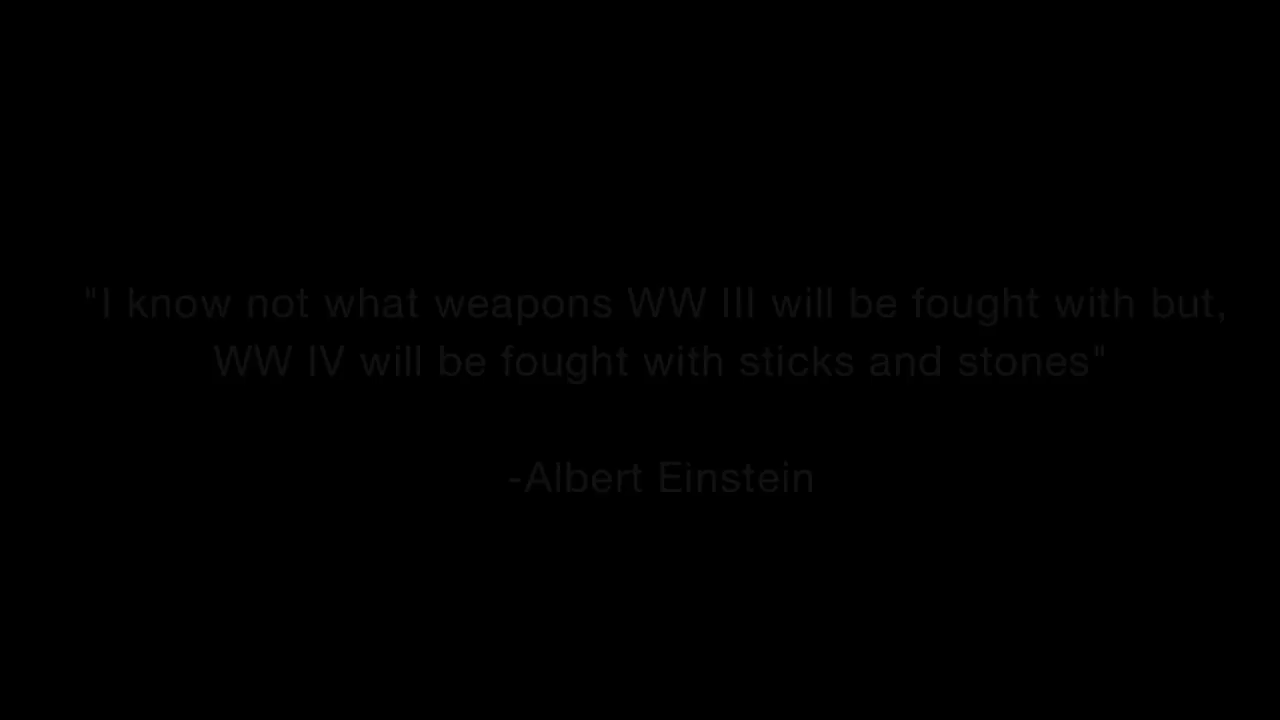 "I know not what weapons WW III will be fought with but,
WW IV will be fought with sticks and stones"
-Albert Einstein